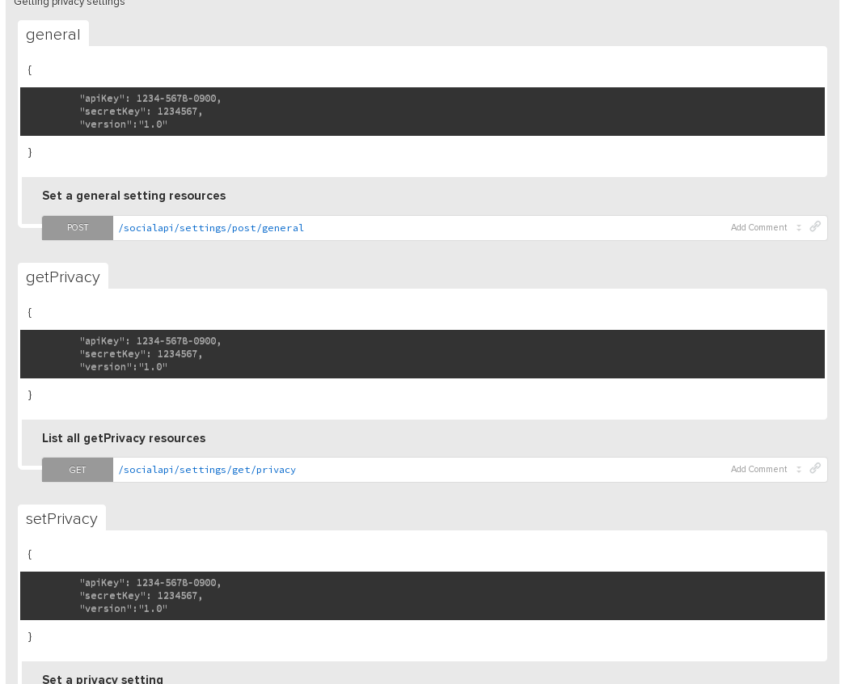 Getting privacy settings
general
{
"apiKey": 1234-5678-0900,
"secretKey": 1234567,
"version":"1.0"
}
Set a general setting resources
POST /socialapi/settings/post/general Add Comment
getPrivacy
{
"apiKey": 1234-5678-0900,
"secretKey": 1234567,
"version":"1.0"
}
List all getPrivacy resources
GET /socialapi/settings/get/privacy Add Comment
setPrivacy
{
"apiKey": 1234-5678-0900,
"secretKey": 1234567,
"version":"1.0"
}
Set a privacy setting